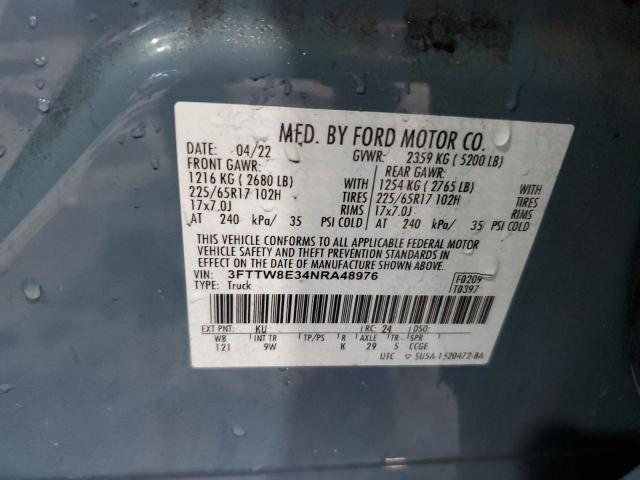 MFD. BY FORD MOTOR CO.
DATE: 04/22 GVWR: 2359 KG ( 5200 LB)
FRONT GAWR: REAR GAWR:
1216 KG ( 2680 LB) WITH 1254 KG ( 2765 LB) WITH
225/65R17 102H TIRES 225/65R17 102H TIRES
17x7.0J RIMS 17x7.0J RIMS
AT 240 kPa/ 35 PSI COLD AT 240 kPa/ 35 PSI COLD
THIS VEHICLE CONFORMS TO ALL APPLICABLE FEDERAL MOTOR
VEHICLE SAFETY AND THEFT PREVENTION STANDARDS IN
EFFECT ON THE DATE OF MANUFACTURE SHOWN ABOVE.
VIN: 3FTTW8E34NRA48976 F0209
TYPE: Truck T0397
EXT PNT: KU RC: 24 DSO:
WB INT TR TP/PS R AXLE TR SPRS
121 9W K 29 5 CCGE
UTC SU5A-1520472-BA